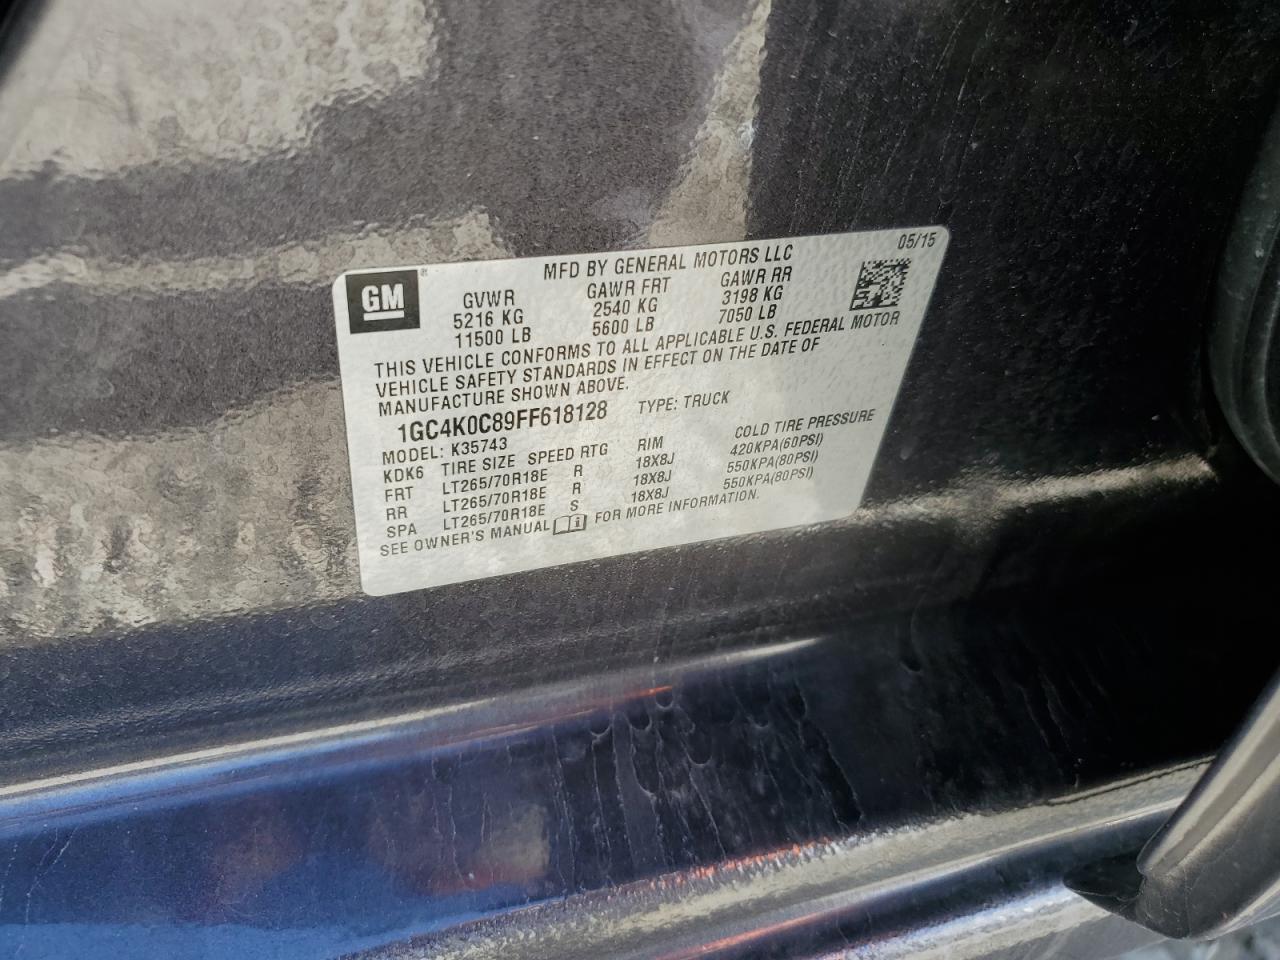 05/15
GM ®
MFD BY GENERAL MOTORS LLC
GVWR GAWR FRT GAWR RR
5216 KG 2540 KG 3198 KG
11500 LB 5600 LB 7050 LB
THIS VEHICLE CONFORMS TO ALL APPLICABLE U.S. FEDERAL MOTOR
VEHICLE SAFETY STANDARDS IN EFFECT ON THE DATE OF
MANUFACTURE SHOWN ABOVE.
1GC4K0C89FF618128 TYPE: TRUCK
MODEL: K35743
KDK6 TIRE SIZE SPEED RTG RIM COLD TIRE PRESSURE
FRT LT265/70R18E R 18X8J 420KPA(60PSI)
RR LT265/70R18E R 18X8J 550KPA(80PSI)
SPA LT265/70R18E S 18X8J 550KPA(80PSI)
SEE OWNER'S MANUAL i FOR MORE INFORMATION.